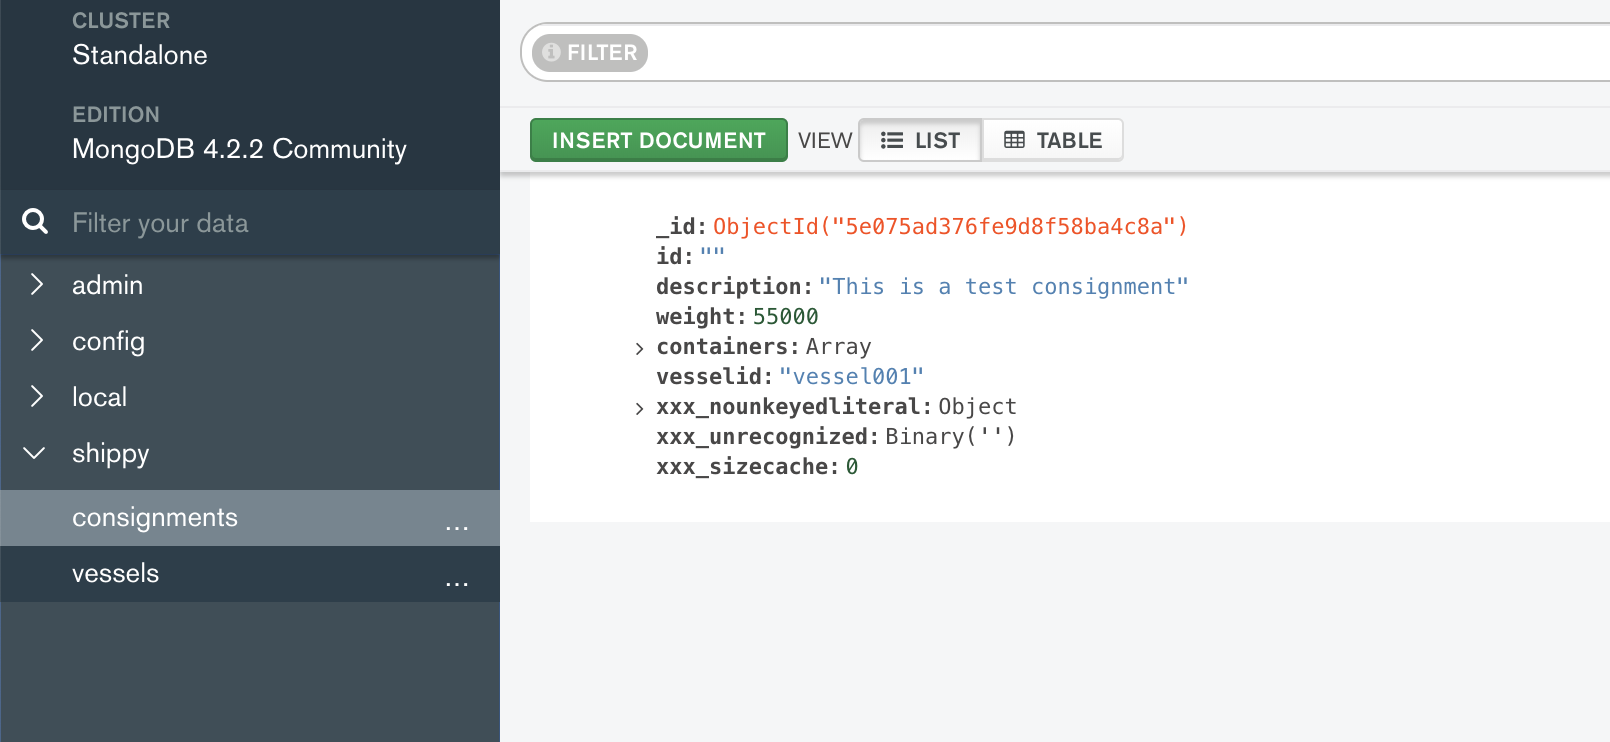 CLUSTER
Standalone
EDITION
MongoDB 4.2.2 Community
Filter your data
admin
config
local
shippy
consignments ...
vessels ...
FILTER
INSERT DOCUMENT VIEW LIST TABLE
_id: ObjectId("5e075ad376fe9d8f58ba4c8a")
id: ""
description: "This is a test consignment"
weight: 55000
containers: Array
vesselid: "vessel001"
xxx_nounkeyedliteral: Object
xxx_unrecognized: Binary('')
xxx_sizecache: 0